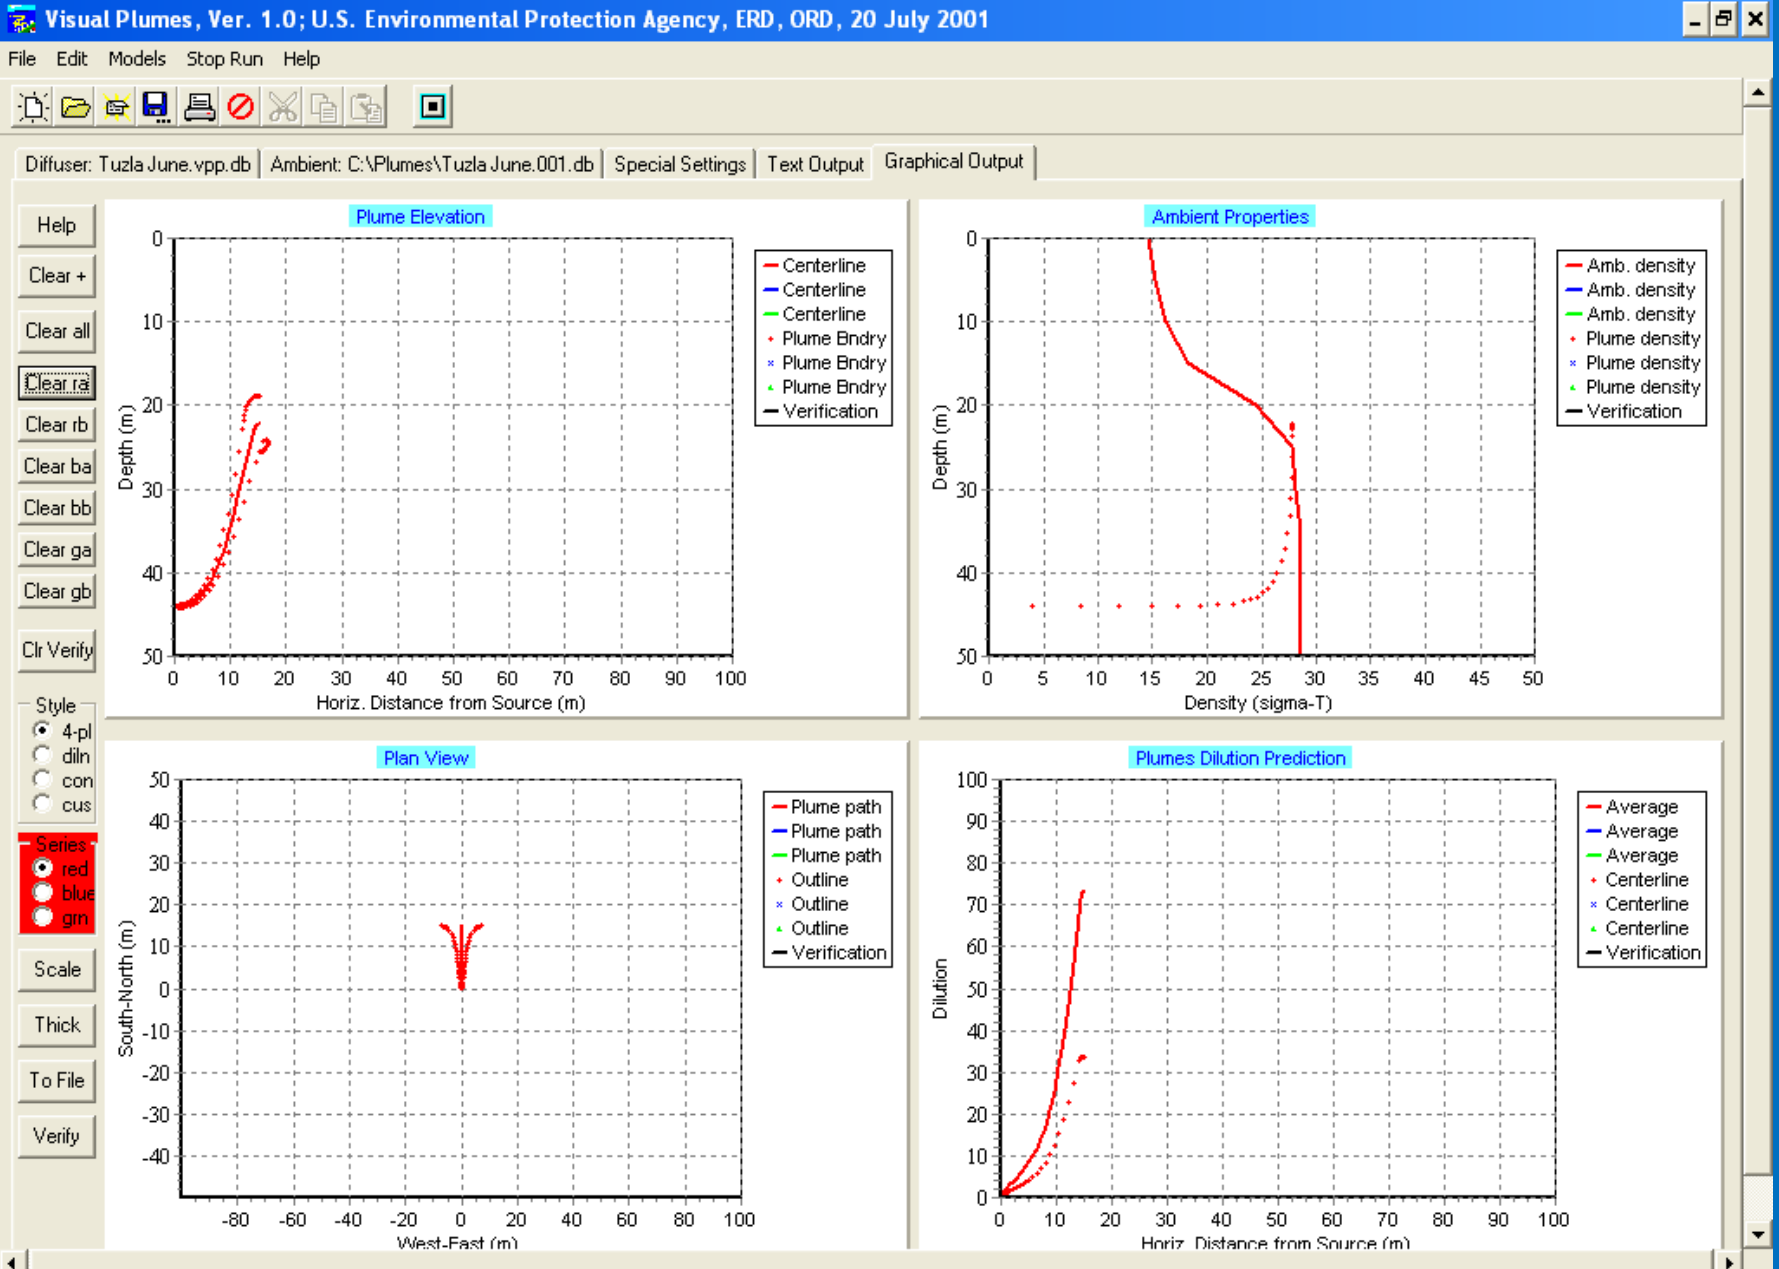 Visual Plumes, Ver. 1.0; U.S. Environmental Protection Agency, ERD, ORD, 20 July 2001
File Edit Models Stop Run Help
Diffuser: Tuzla June.vpp.db Ambient: C:\Plumes\Tuzla June.001.db Special Settings Text Output Graphical Output
Help
Clear +
Clear all
Clear ra
Clear rb
Clear ba
Clear bb
Clear ga
Clear gb
Clr Verify
Style
4-pl
diln
con
cus
Series
red
blue
grn
Scale
Thick
To File
Verify
Plume Elevation
0
10
20
30
40
50
Depth (m)
0 10 20 30 40 50 60 70 80 90 100
Horiz. Distance from Source (m)
Centerline
Centerline
Centerline
Plume Bndry
Plume Bndry
Plume Bndry
Verification
Ambient Properties
0
10
20
30
40
50
Depth (m)
0 5 10 15 20 25 30 35 40 45 50
Density (sigma-T)
Amb. density
Amb. density
Amb. density
Plume density
Plume density
Plume density
Verification
Plan View
50
40
30
20
10
0
-10
-20
-30
-40
South-North (m)
-80 -60 -40 -20 0 20 40 60 80 100
West-East (m)
Plume path
Plume path
Plume path
Outline
Outline
Outline
Verification
Plumes Dilution Prediction
100
90
80
70
60
50
40
30
20
10
0
Dilution
0 10 20 30 40 50 60 70 80 90 100
Horiz. Distance from Source (m)
Average
Average
Average
Centerline
Centerline
Centerline
Verification